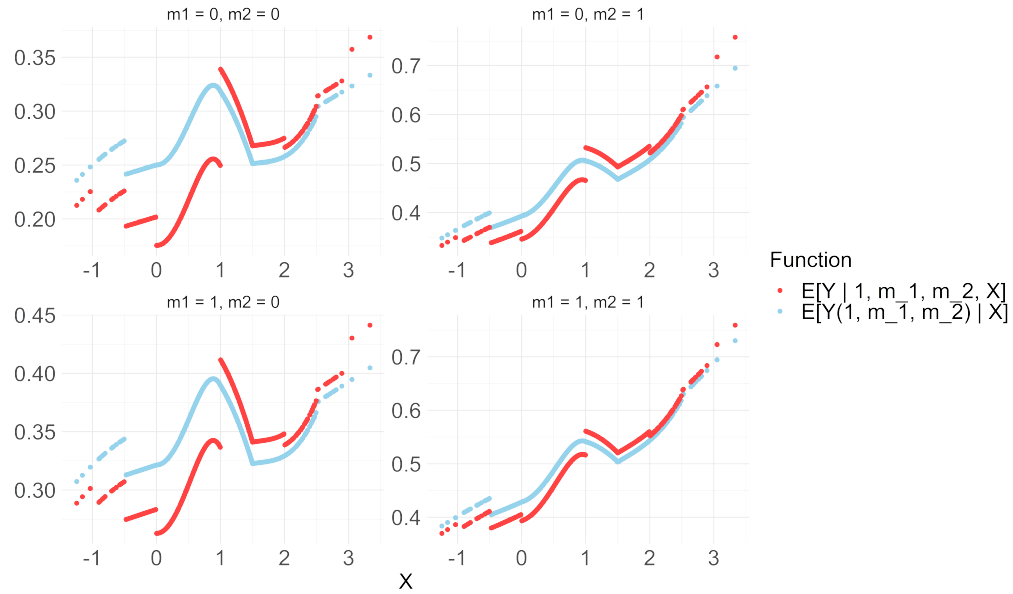 m1 = 0, m2 = 0
m1 = 0, m2 = 1
0.35
0.30
0.25
0.20
-1 0 1 2 3
0.7
0.6
0.5
0.4
-1 0 1 2 3
m1 = 1, m2 = 0
m1 = 1, m2 = 1
0.45
0.40
0.35
0.30
-1 0 1 2 3
0.7
0.6
0.5
0.4
-1 0 1 2 3
X
Function
E[Y | 1, m_1, m_2, X]
E[Y(1, m_1, m_2) | X]